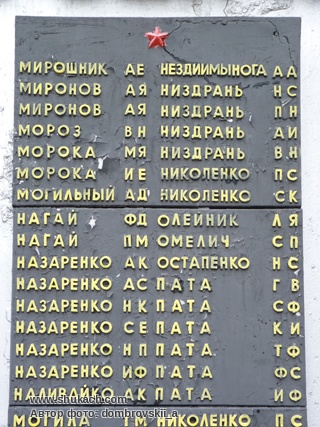 МИРОШНИК АЕ НЕЗДИИМЫНОГА АА
МИРОНОВ АЯ НИЗДРАНЬ НС
МИРОНОВ АЯ НИЗДРАНЬ ПН
МОРОЗ ВН НИЗДРАНЬ АИ
МОРОКА МЯ НИЗДРАНЬ ВН
МОРОКА ИЕ НИКОЛЕНКО ПС
МОГИЛЬНЫЙ АД НИКОЛЕНКО СК
НАГАЙ ФД ОЛЕЙНИК ЛЯ
НАГАЙ ПМ ОМЕЛИЧ СП
НАЗАРЕНКО АК ОСТАПЕНКО НС
НАЗАРЕНКО АС ПАТА ГВ
НАЗАРЕНКО НК ПАТА СФ
НАЗАРЕНКО СЕ ПАТА КИ
НАЗАРЕНКО НП ПАТА ТФ
НАЗАРЕНКО ИФ ПАТА ФС
НАЛИВАЙКО АК ПАТА ИФ
www.shukach.com
Автор фото: dombrovskii_a
МОГИЛА ТМ НИКОЛЕНКО ПС